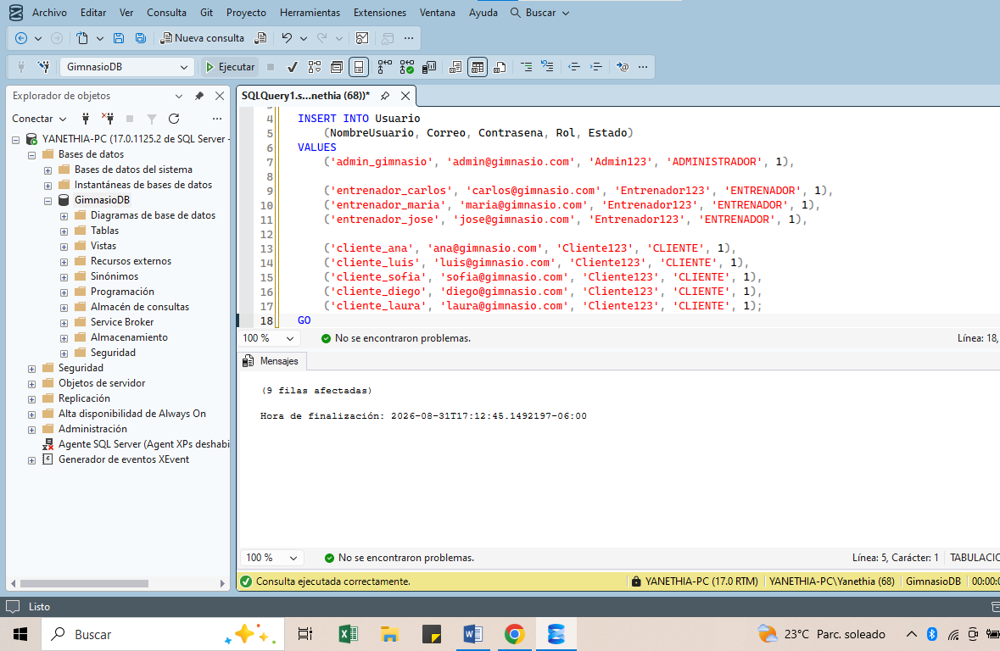 Archivo Editar Ver Consulta Git Proyecto Herramientas Extensiones Ventana Ayuda Buscar
Nueva consulta
GimnasioDB Ejecutar
Explorador de objetos
Conectar
YANETHIA-PC (17.0.1125.2 de SQL Server -
Bases de datos
Bases de datos del sistema
Instantáneas de bases de datos
GimnasioDB
Diagramas de base de datos
Tablas
Vistas
Recursos externos
Sinónimos
Programación
Almacén de consultas
Service Broker
Almacenamiento
Seguridad
Seguridad
Objetos de servidor
Replicación
Alta disponibilidad de Always On
Administración
Agente SQL Server (Agent XPs deshabi
Generador de eventos XEvent
SQLQuery1.s...nethia (68))*
4 INSERT INTO Usuario
5 (NombreUsuario, Correo, Contrasena, Rol, Estado)
6 VALUES
7 ('admin_gimnasio', 'admin@gimnasio.com', 'Admin123', 'ADMINISTRADOR', 1),
8
9 ('entrenador_carlos', 'carlos@gimnasio.com', 'Entrenador123', 'ENTRENADOR', 1),
10 ('entrenador_maria', 'maria@gimnasio.com', 'Entrenador123', 'ENTRENADOR', 1),
11 ('entrenador_jose', 'jose@gimnasio.com', 'Entrenador123', 'ENTRENADOR', 1),
12
13 ('cliente_ana', 'ana@gimnasio.com', 'Cliente123', 'CLIENTE', 1),
14 ('cliente_luis', 'luis@gimnasio.com', 'Cliente123', 'CLIENTE', 1),
15 ('cliente_sofia', 'sofia@gimnasio.com', 'Cliente123', 'CLIENTE', 1),
16 ('cliente_diego', 'diego@gimnasio.com', 'Cliente123', 'CLIENTE', 1),
17 ('cliente_laura', 'laura@gimnasio.com', 'Cliente123', 'CLIENTE', 1);
18 GO
100 % No se encontraron problemas. Línea: 18,
Mensajes
(9 filas afectadas)
Hora de finalización: 2026-08-31T17:12:45.1492197-06:00
100 % No se encontraron problemas. Línea: 5, Carácter: 1 TABULACIO
Consulta ejecutada correctamente. YANETHIA-PC (17.0 RTM) YANETHIA-PC\Yanethia (68) GimnasioDB 00:00:0
Listo
Buscar 23°C Parc. soleado